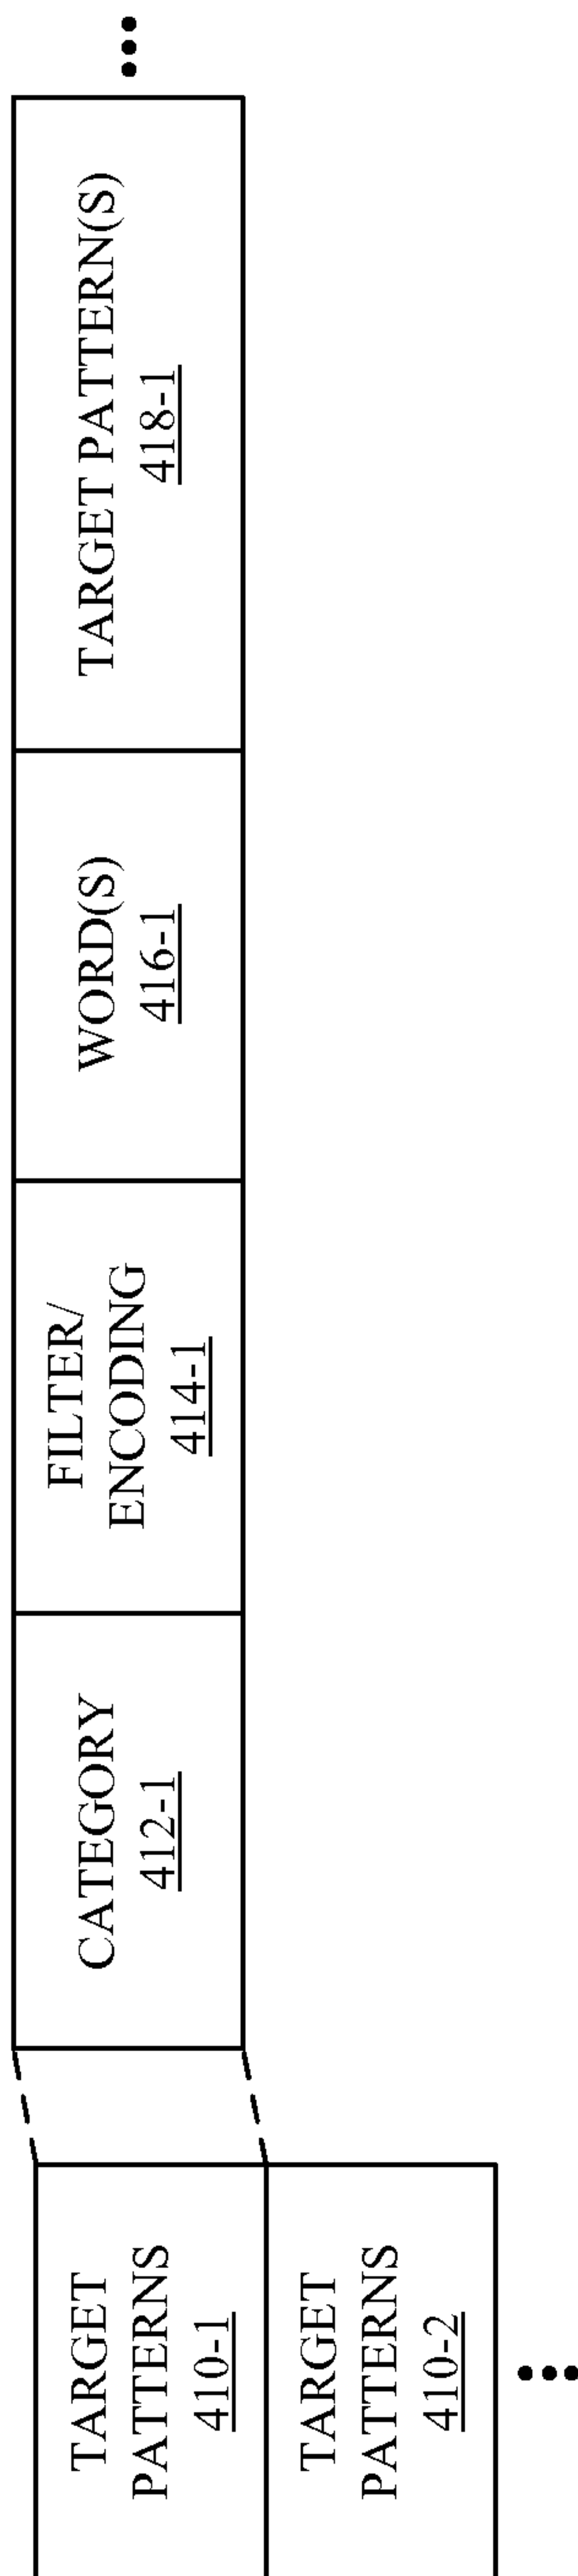 TARGET
PATTERNS
410-1
CATEGORY
412-1
FILTER/
ENCODING
414-1
WORD(S)
416-1
TARGET PATTERN(S)
418-1
TARGET
PATTERNS
410-2